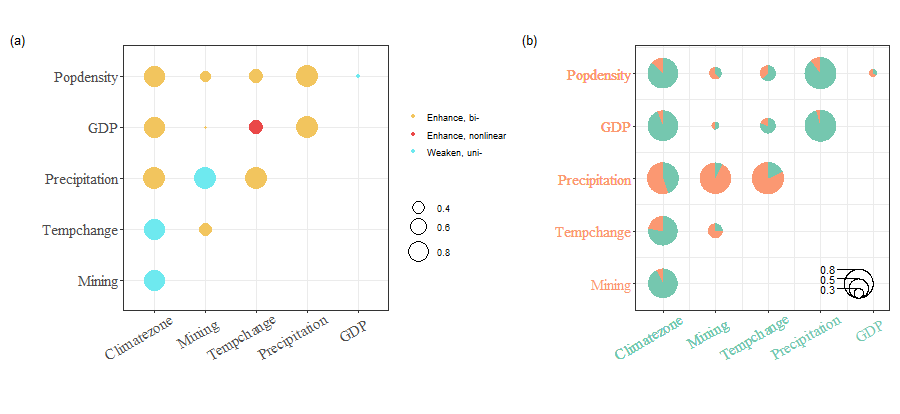 (a)
Popdensity
GDP
Precipitation
Tempchange
Mining
Climatezone
Mining
Tempchange
Precipitation
GDP
Enhance, bi-
Enhance, nonlinear
Weaken, uni-
0.4
0.6
0.8
(b)
Popdensity
GDP
Precipitation
Tempchange
Mining
Climatezone
Mining
Tempchange
Precipitation
GDP
0.8
0.5
0.3